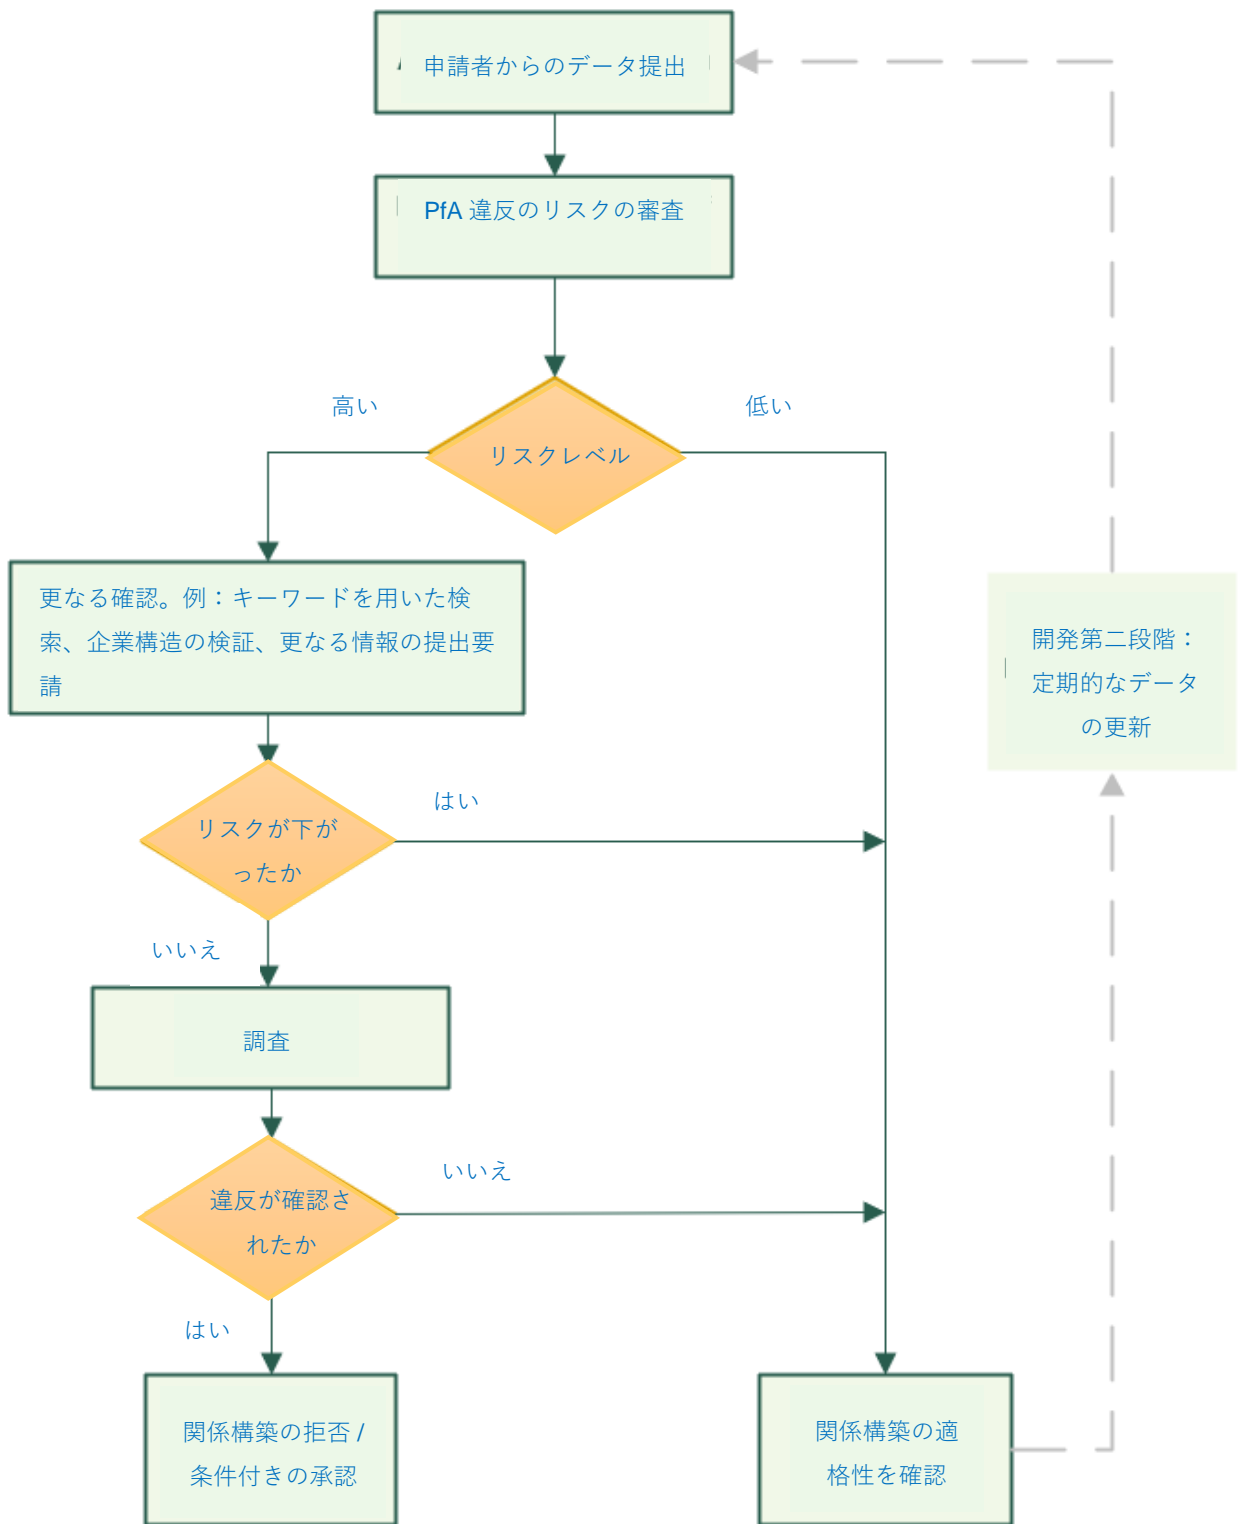 申請者からのデータ提出
PfA 違反のリスクの審査
高い
低い
リスクレベル
更なる確認。例：キーワードを用いた検
索、企業構造の検証、更なる情報の提出要
請
開発第二段階：
定期的なデータ
の更新
はい
リスクが下が
ったか
いいえ
調査
いいえ
違反が確認さ
れたか
はい
関係構築の拒否 /
条件付きの承認
関係構築の適
格性を確認